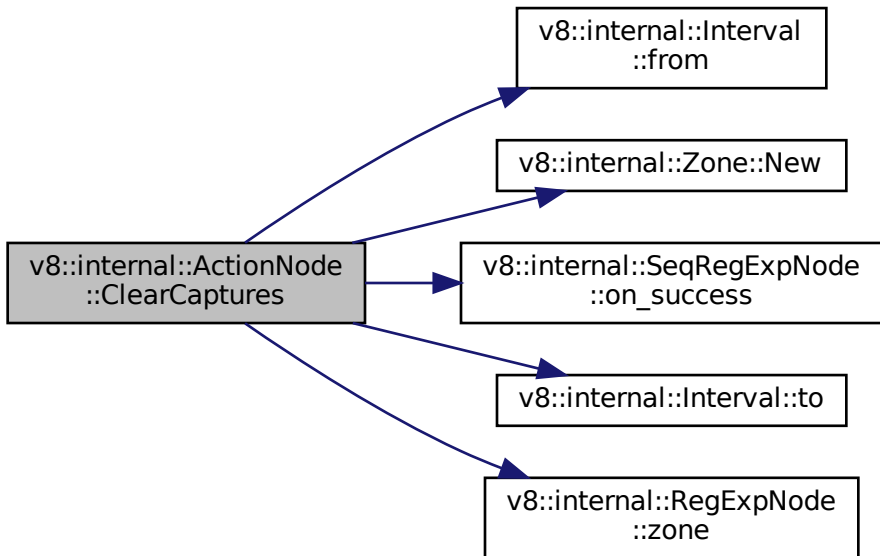 v8::internal::Interval
::from
v8::internal::Zone::New
v8::internal::ActionNode
::ClearCaptures
v8::internal::SeqRegExpNode
::on_success
v8::internal::Interval::to
v8::internal::RegExpNode
::zone